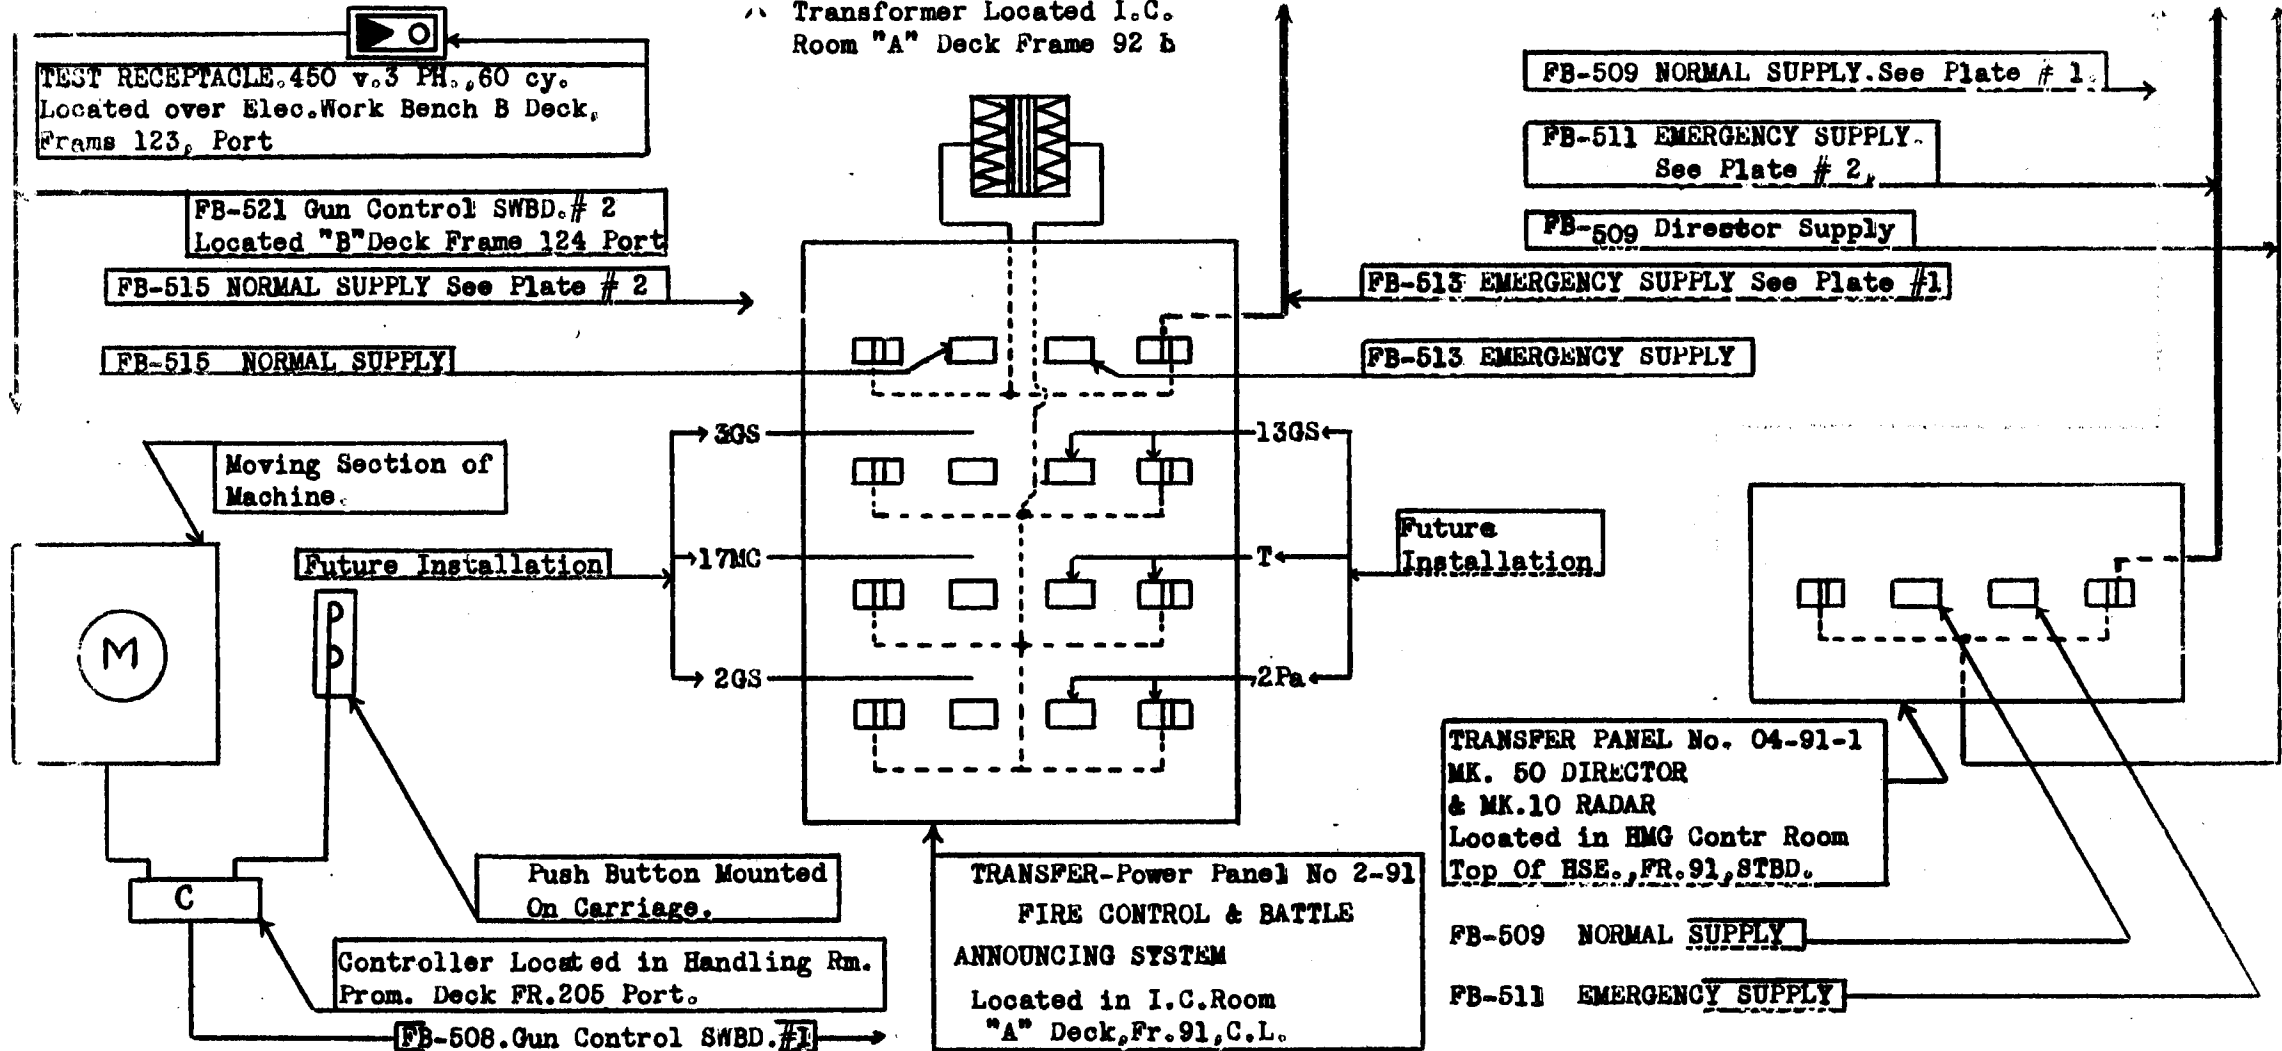 Transformer Located I.C.
Room "A" Deck Frame 92 b
TEST RECEPTACLE.450 v.3 PH.,60 cy.
Located over Elec.Work Bench B Deck,
Frams 123, Port
FB-521 Gun Control SWBD.# 2
Located "B"Deck Frame 124 Port
FB-515 NORMAL SUPPLY See Plate # 2
FB-515 NORMAL SUPPLY
FB-509 NORMAL SUPPLY.See Plate # 1.
FB-511 EMERGENCY SUPPLY.
See Plate # 2.
FB-509 Director Supply
FB-513 EMERGENCY SUPPLY See Plate #1
FB-513 EMERGENCY SUPPLY
3GS
13GS
Moving Section of
Machine.
Future Installation
17MC
T
Future
Installation
M
2GS
2Pa
C
Push Button Mounted
On Carriage.
Controller Located in Handling Rm.
Prom. Deck FR.205 Port.
FB-508.Gun Control SWBD.#1
TRANSFER-Power Panel No 2-91
FIRE CONTROL & BATTLE
ANNOUNCING SYSTEM
Located in I.C.Room
"A" Deck,Fr.91,C.L.
TRANSFER PANEL No. 04-91-1
MK. 50 DIRECTOR
& MK.10 RADAR
Located in HMG Contr Room
Top Of HSE.,FR.91,STBD.
FB-509 NORMAL SUPPLY
FB-511 EMERGENCY SUPPLY